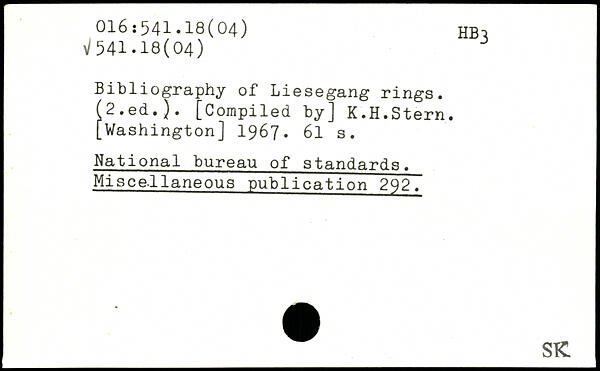 016:541.18(04)
HB3
√541.18(04)
Bibliography of Liesegang rings.
(2.ed.). [Compiled by] K.H.Stern.
[Washington] 1967. 61 s.
National bureau of standards.
Miscellaneous publication 292.
SK